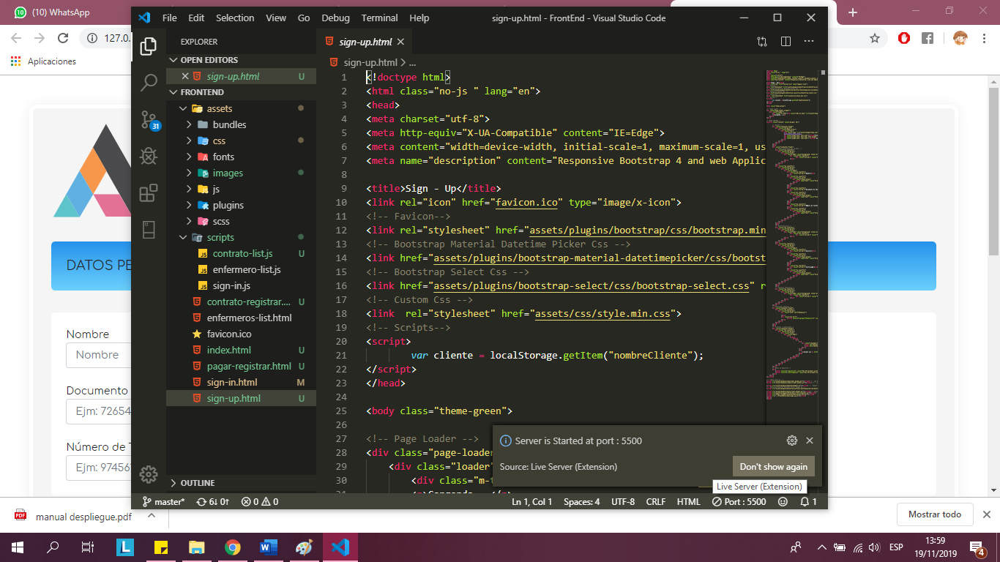 (10) WhatsApp
127.0.
Aplicaciones
File Edit Selection View Go Debug Terminal Help
sign-up.html - FrontEnd - Visual Studio Code
EXPLORER
OPEN EDITORS
sign-up.html U
FRONTEND
assets
bundles
css
fonts
images
js
plugins
scss
scripts
contrato-list.js U
enfermero-list.js
sign-in.js
contrato-registrar.... U
enfermeros-list.html
favicon.ico
index.html U
pagar-registrar.html U
sign-in.html M
sign-up.html U
OUTLINE
31
sign-up.html
sign-up.html > ...
1 <!doctype html>
2 <html class="no-js " lang="en">
3 <head>
4 <meta charset="utf-8">
5 <meta http-equiv="X-UA-Compatible" content="IE=Edge">
6 <meta content="width=device-width, initial-scale=1, maximum-scale=1, us
7 <meta name="description" content="Responsive Bootstrap 4 and web Applic
8
9 <title>Sign - Up</title>
10 <link rel="icon" href="favicon.ico" type="image/x-icon">
11 <!-- Favicon-->
12 <link rel="stylesheet" href="assets/plugins/bootstrap/css/bootstrap.min
13 <!-- Bootstrap Material Datetime Picker Css -->
14 <link href="assets/plugins/bootstrap-material-datetimepicker/css/bootst
15 <!-- Bootstrap Select Css -->
16 <link href="assets/plugins/bootstrap-select/css/bootstrap-select.css" r
17 <!-- Custom Css -->
18 <link  rel="stylesheet" href="assets/css/style.min.css">
19 <!-- Scripts-->
20 <script>
21 var cliente = localStorage.getItem("nombreCliente");
22 </script>
23 </head>
24
25 <body class="theme-green">
26
27 <!-- Page Loader -->
28 <div class="page-loader
29 <div class="loader"
30 <div class="m-t
Server is Started at port : 5500
Source: Live Server (Extension)
Don't show again
Live Server (Extension)
master* 6↓ 0↑ 0 0
Ln 1, Col 1 Spaces: 4 UTF-8 CRLF HTML Port : 5500 1
DATOS PE
Nombre
Nombre
Documento
Ejm: 72654
Número de T
Ejm: 97456
PDF
manual despliegue.pdf
Mostrar todo
L
W
ESP
13:59
19/11/2019
4